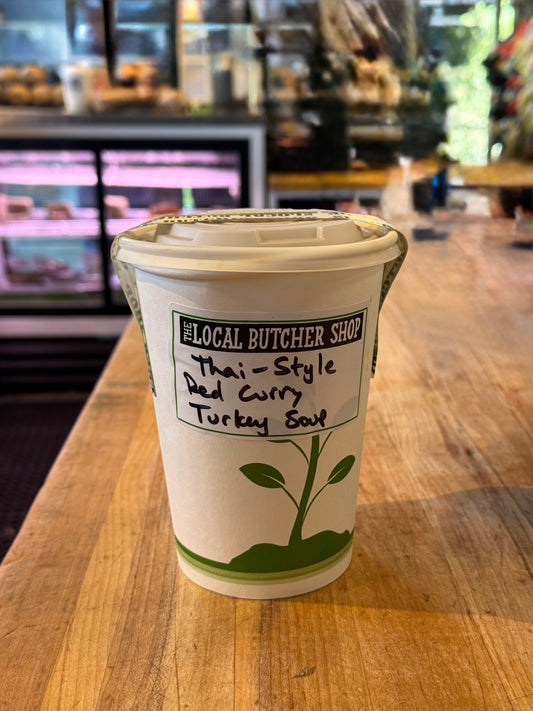 THE LOCAL BUTCHER SHOP
Thai-Style
Red Curry
Turkey Soup